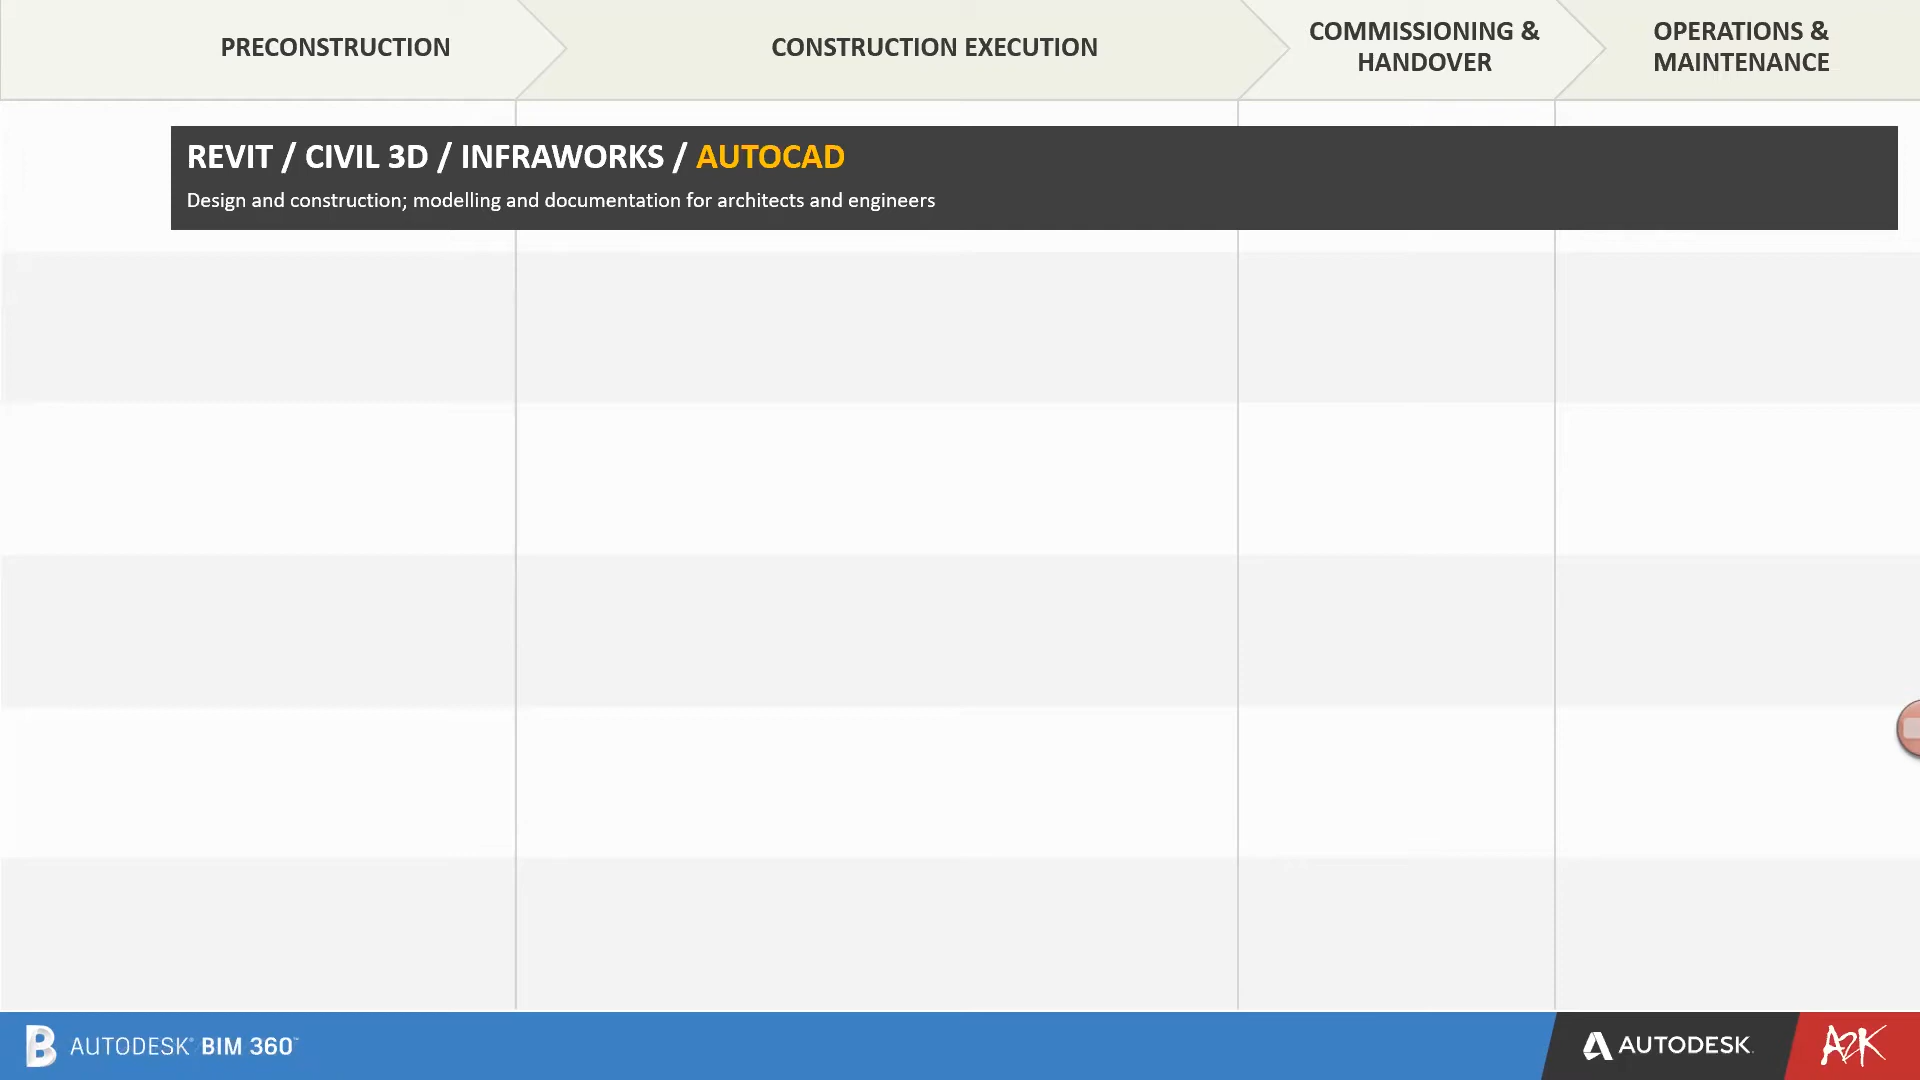 PRECONSTRUCTION
CONSTRUCTION EXECUTION
COMMISSIONING &
HANDOVER
OPERATIONS &
MAINTENANCE
REVIT / CIVIL 3D / INFRAWORKS / AUTOCAD
Design and construction; modelling and documentation for architects and engineers
B AUTODESK® BIM 360™
AUTODESK.
A2K